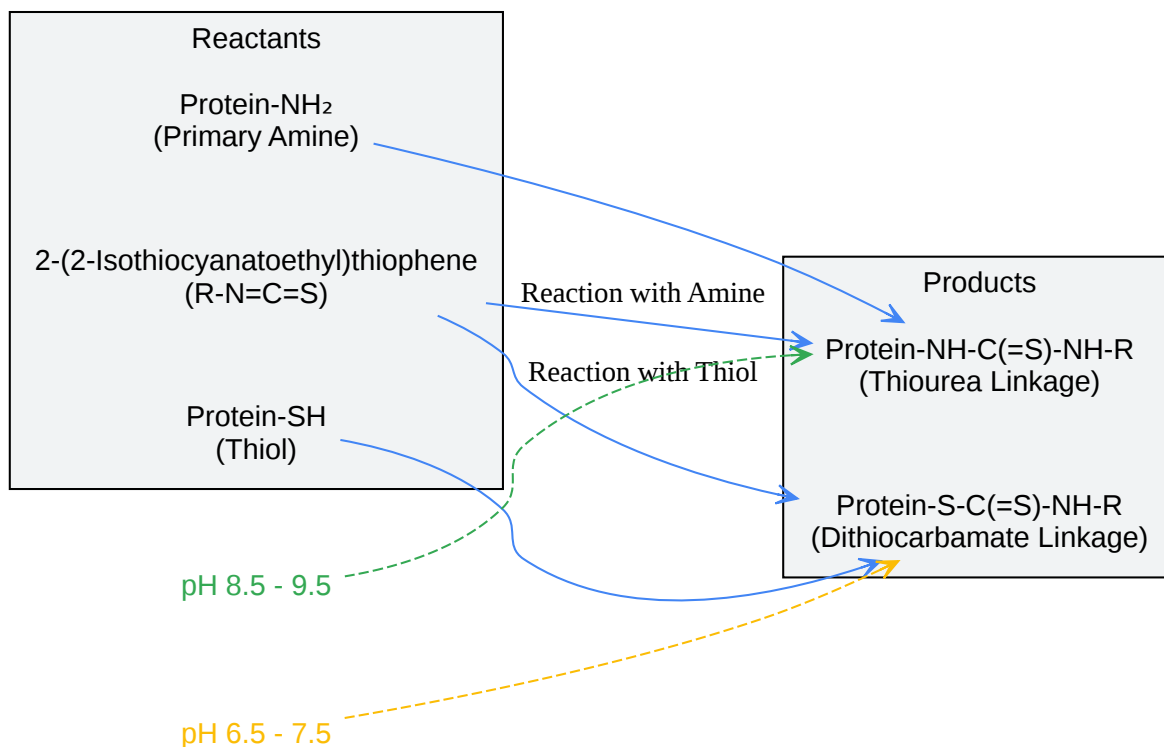 Reactants
Protein-NH₂
(Primary Amine)
2-(2-Isothiocyanatoethyl)thiophene
(R-N=C=S)
Protein-SH
(Thiol)
Reaction with Amine
Reaction with Thiol
Products
Protein-NH-C(=S)-NH-R
(Thiourea Linkage)
Protein-S-C(=S)-NH-R
(Dithiocarbamate Linkage)
pH 8.5 - 9.5
pH 6.5 - 7.5